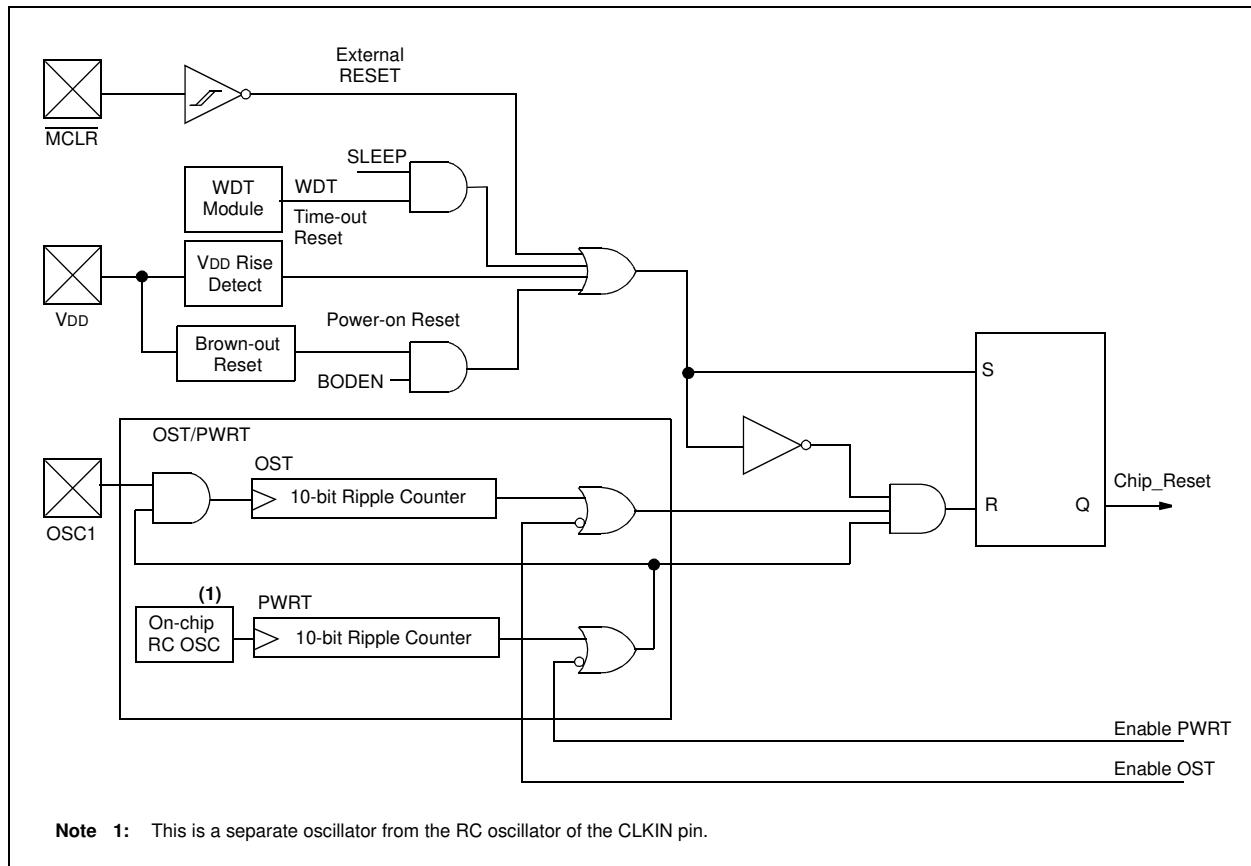 External
RESET
MCLR
SLEEP
WDT
Module
WDT
Time-out
Reset
VDD Rise
Detect
VDD
Power-on Reset
Brown-out
Reset
BODEN
S
OST/PWRT
OST
10-bit Ripple Counter
OSC1
Chip_Reset
R
Q
(1)
On-chip
RC OSC
PWRT
10-bit Ripple Counter
Enable PWRT
Enable OST
Note 1: This is a separate oscillator from the RC oscillator of the CLKIN pin.